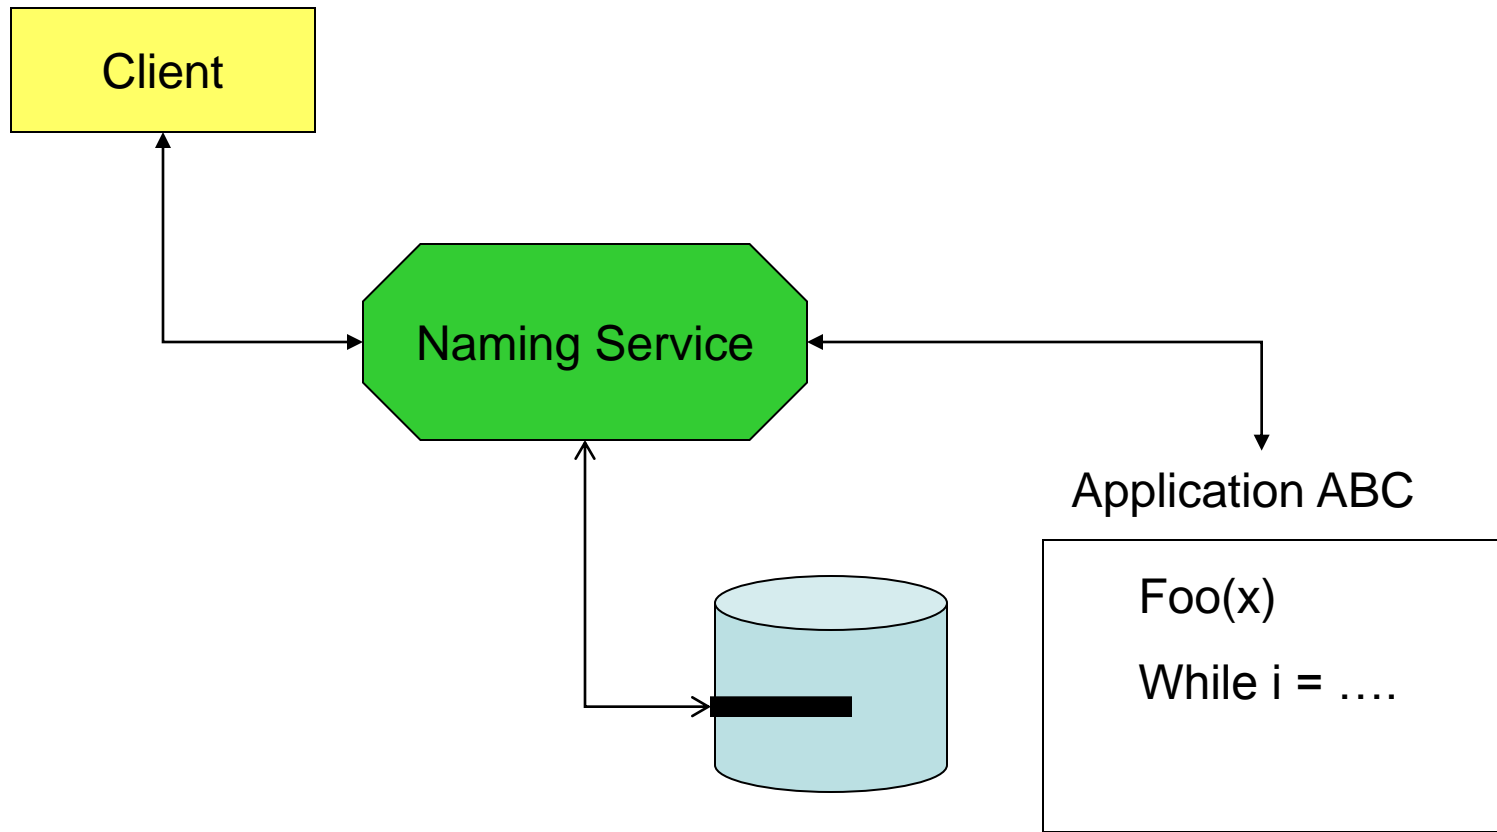 Client
Naming Service
Application ABC
Foo(x)
While i = ….